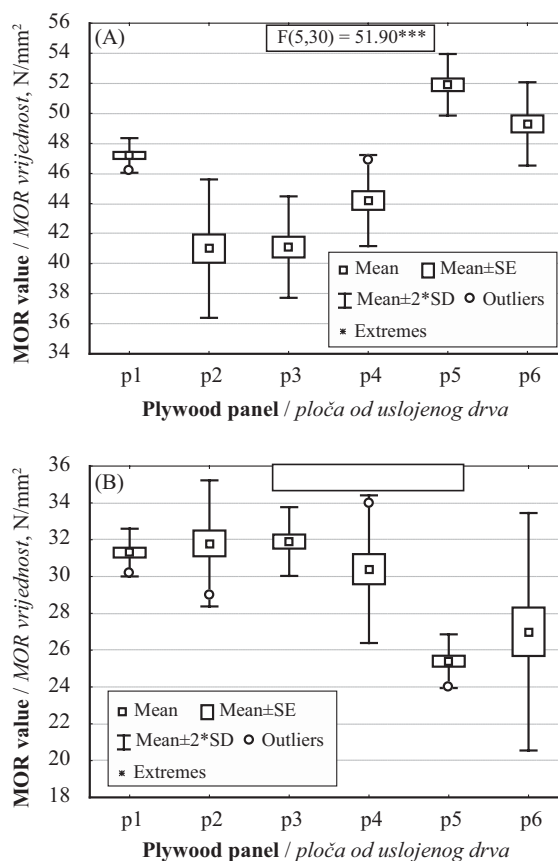 (A)
F(5,30) = 51.90***
MOR value / MOR vrijednost, N/mm²
52
50
48
46
44
42
40
38
36
34
Mean
Mean±SE
Mean±2*SD
Outliers
Extremes
p1 p2 p3 p4 p5 p6
Plywood panel / ploča od uslojenog drva
(B)
MOR value / MOR vrijednost, N/mm²
36
34
32
30
28
26
24
22
20
18
Mean
Mean±SE
Mean±2*SD
Outliers
Extremes
p1 p2 p3 p4 p5 p6
Plywood panel / ploča od uslojenog drva